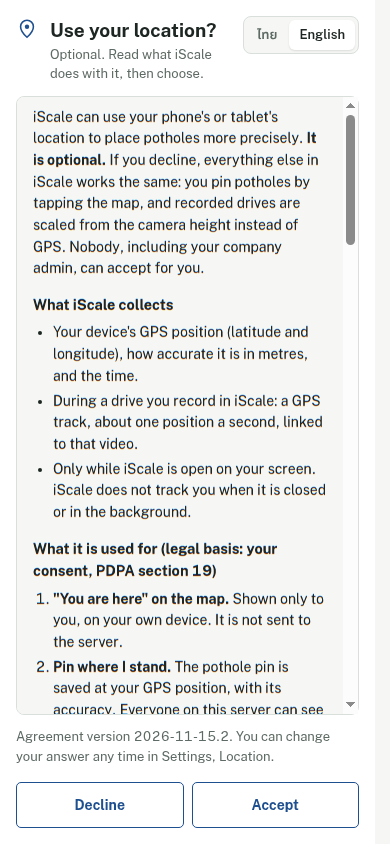 Use your location?
ไทย
English
Optional. Read what iScale
does with it, then choose.
iScale can use your phone's or tablet's
location to place potholes more precisely. It
is optional. If you decline, everything else in
iScale works the same: you pin potholes by
tapping the map, and recorded drives are
scaled from the camera height instead of
GPS. Nobody, including your company
admin, can accept for you.
What iScale collects
• Your device's GPS position (latitude and
longitude), how accurate it is in metres,
and the time.
• During a drive you record in iScale: a GPS
track, about one position a second, linked
to that video.
• Only while iScale is open on your screen.
iScale does not track you when it is closed
or in the background.
What it is used for (legal basis: your
consent, PDPA section 19)
1. "You are here" on the map. Shown only to
you, on your own device. It is not sent to
the server.
2. Pin where I stand. The pothole pin is
saved at your GPS position, with its
accuracy. Everyone on this server can see
Agreement version 2026-11-15.2. You can change
your answer any time in Settings, Location.
Decline
Accept